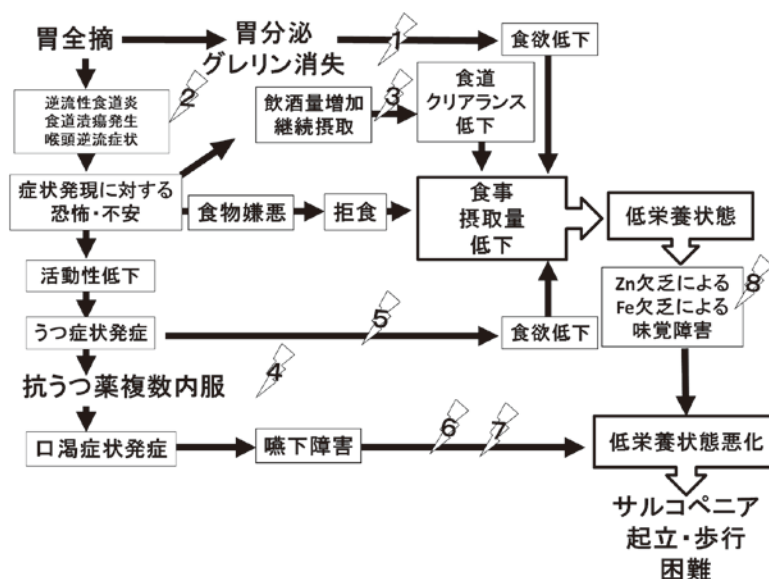 胃全摘
胃分泌
グレリン消失
1
食欲低下
逆流性食道炎
食道潰瘍発生
喉頭逆流症状
2
飲酒量増加
継続摂取
3
食道
クリアランス
低下
症状発現に対する
恐怖・不安
食物嫌悪
拒食
食事
摂取量
低下
低栄養状態
活動性低下
Zn欠乏による
Fe欠乏による
味覚障害
8
うつ症状発症
5
食欲低下
抗うつ薬複数内服
4
口渇症状発症
嚥下障害
6
7
低栄養状態悪化
サルコペニア
起立・歩行
困難